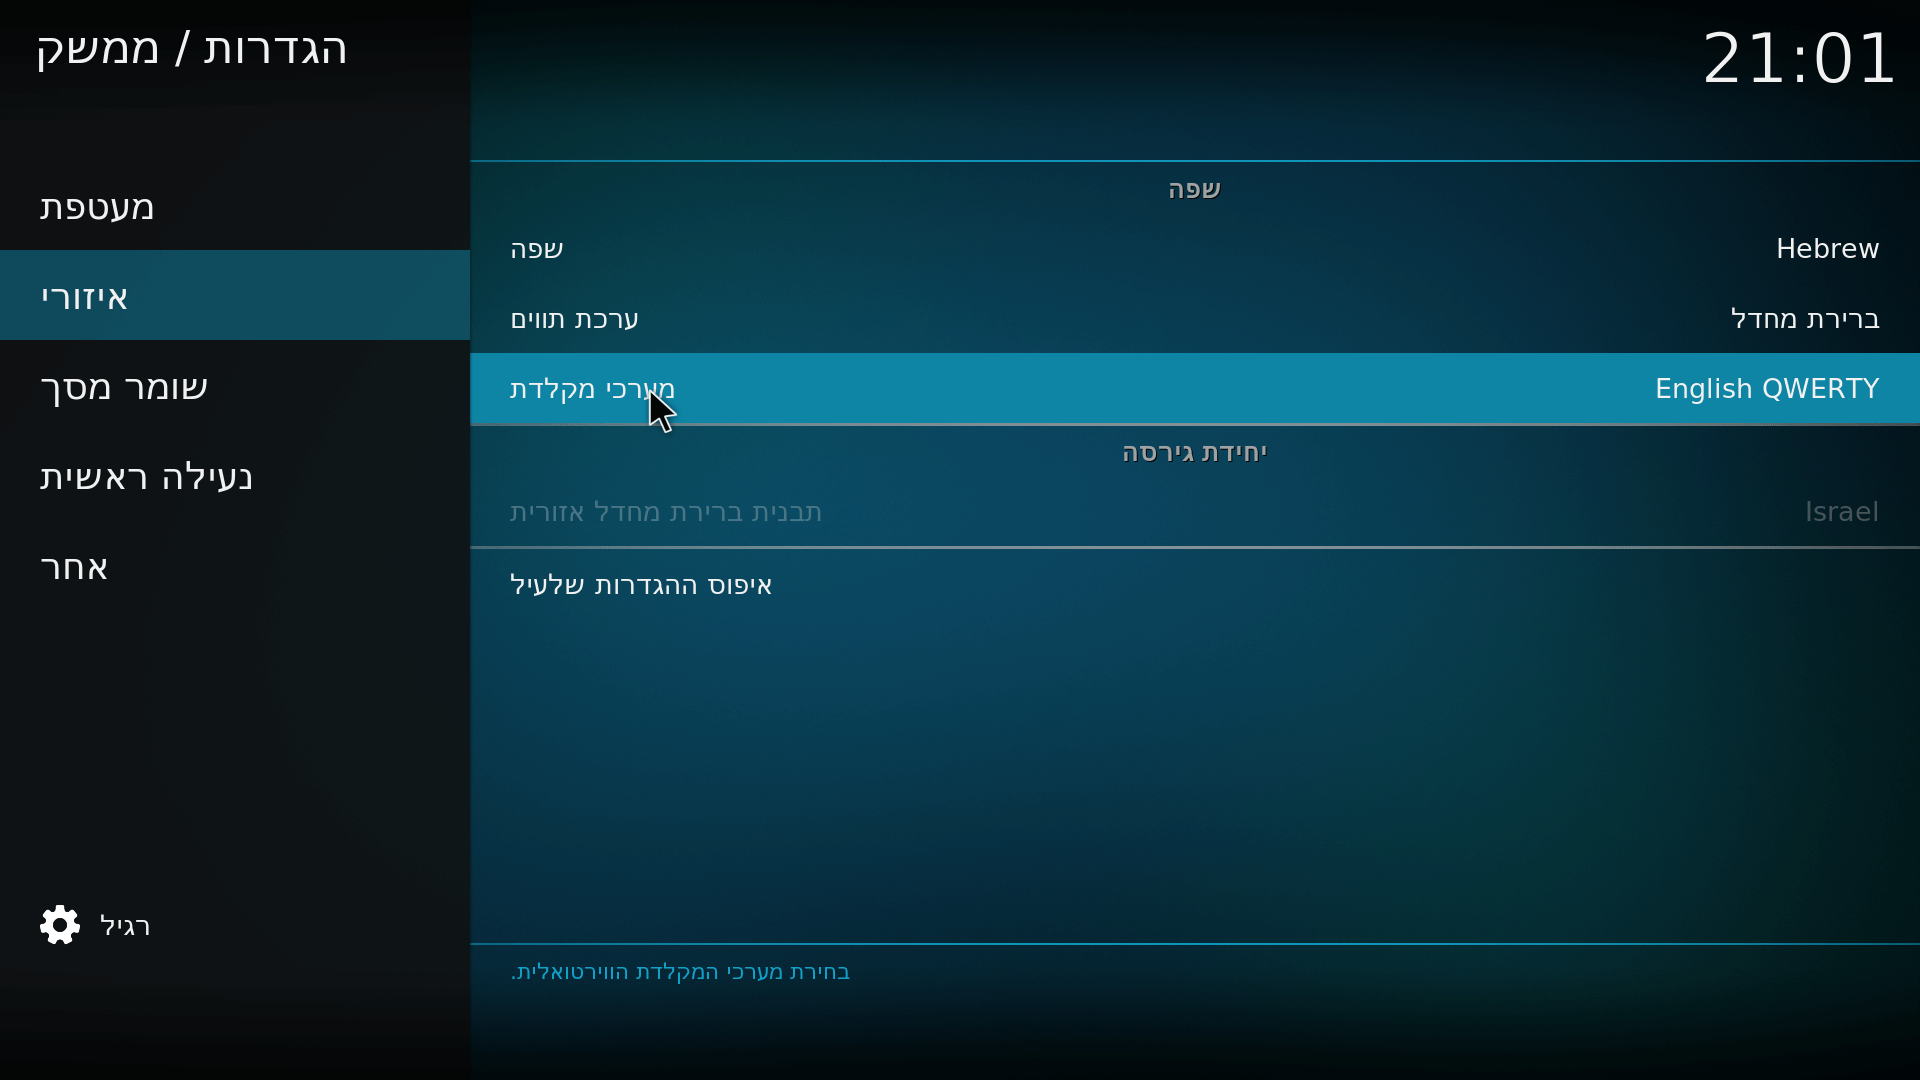 הגדרות / ממשק
21:01
מעטפת
איזורי
שומר מסך
נעילה ראשית
אחר
רגיל
שפה
שפה Hebrew
ערכת תווים ברירת מחדל
מערכי מקלדת English QWERTY
יחידת גירסה
תבנית ברירת מחדל אזורית Israel
איפוס ההגדרות שלעיל
בחירת מערכי המקלדת הווירטואלית.